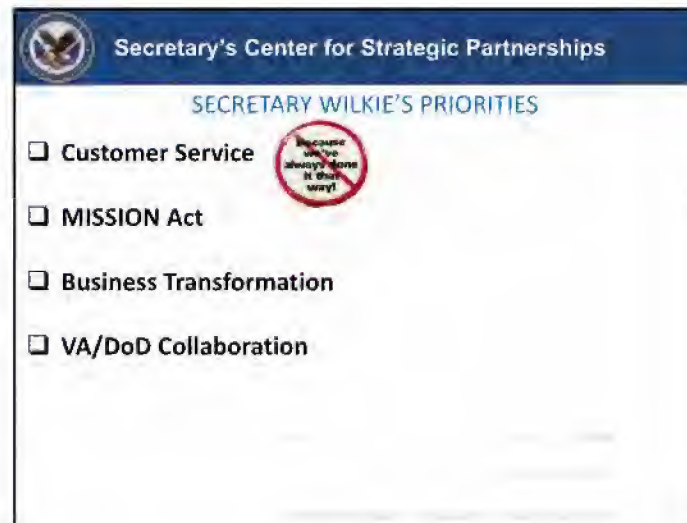 Secretary's Center for Strategic Partnerships
SECRETARY WILKIE'S PRIORITIES
❑ Customer Service
Because
we've
always done
it that
way!
❑ MISSION Act
❑ Business Transformation
❑ VA/DoD Collaboration